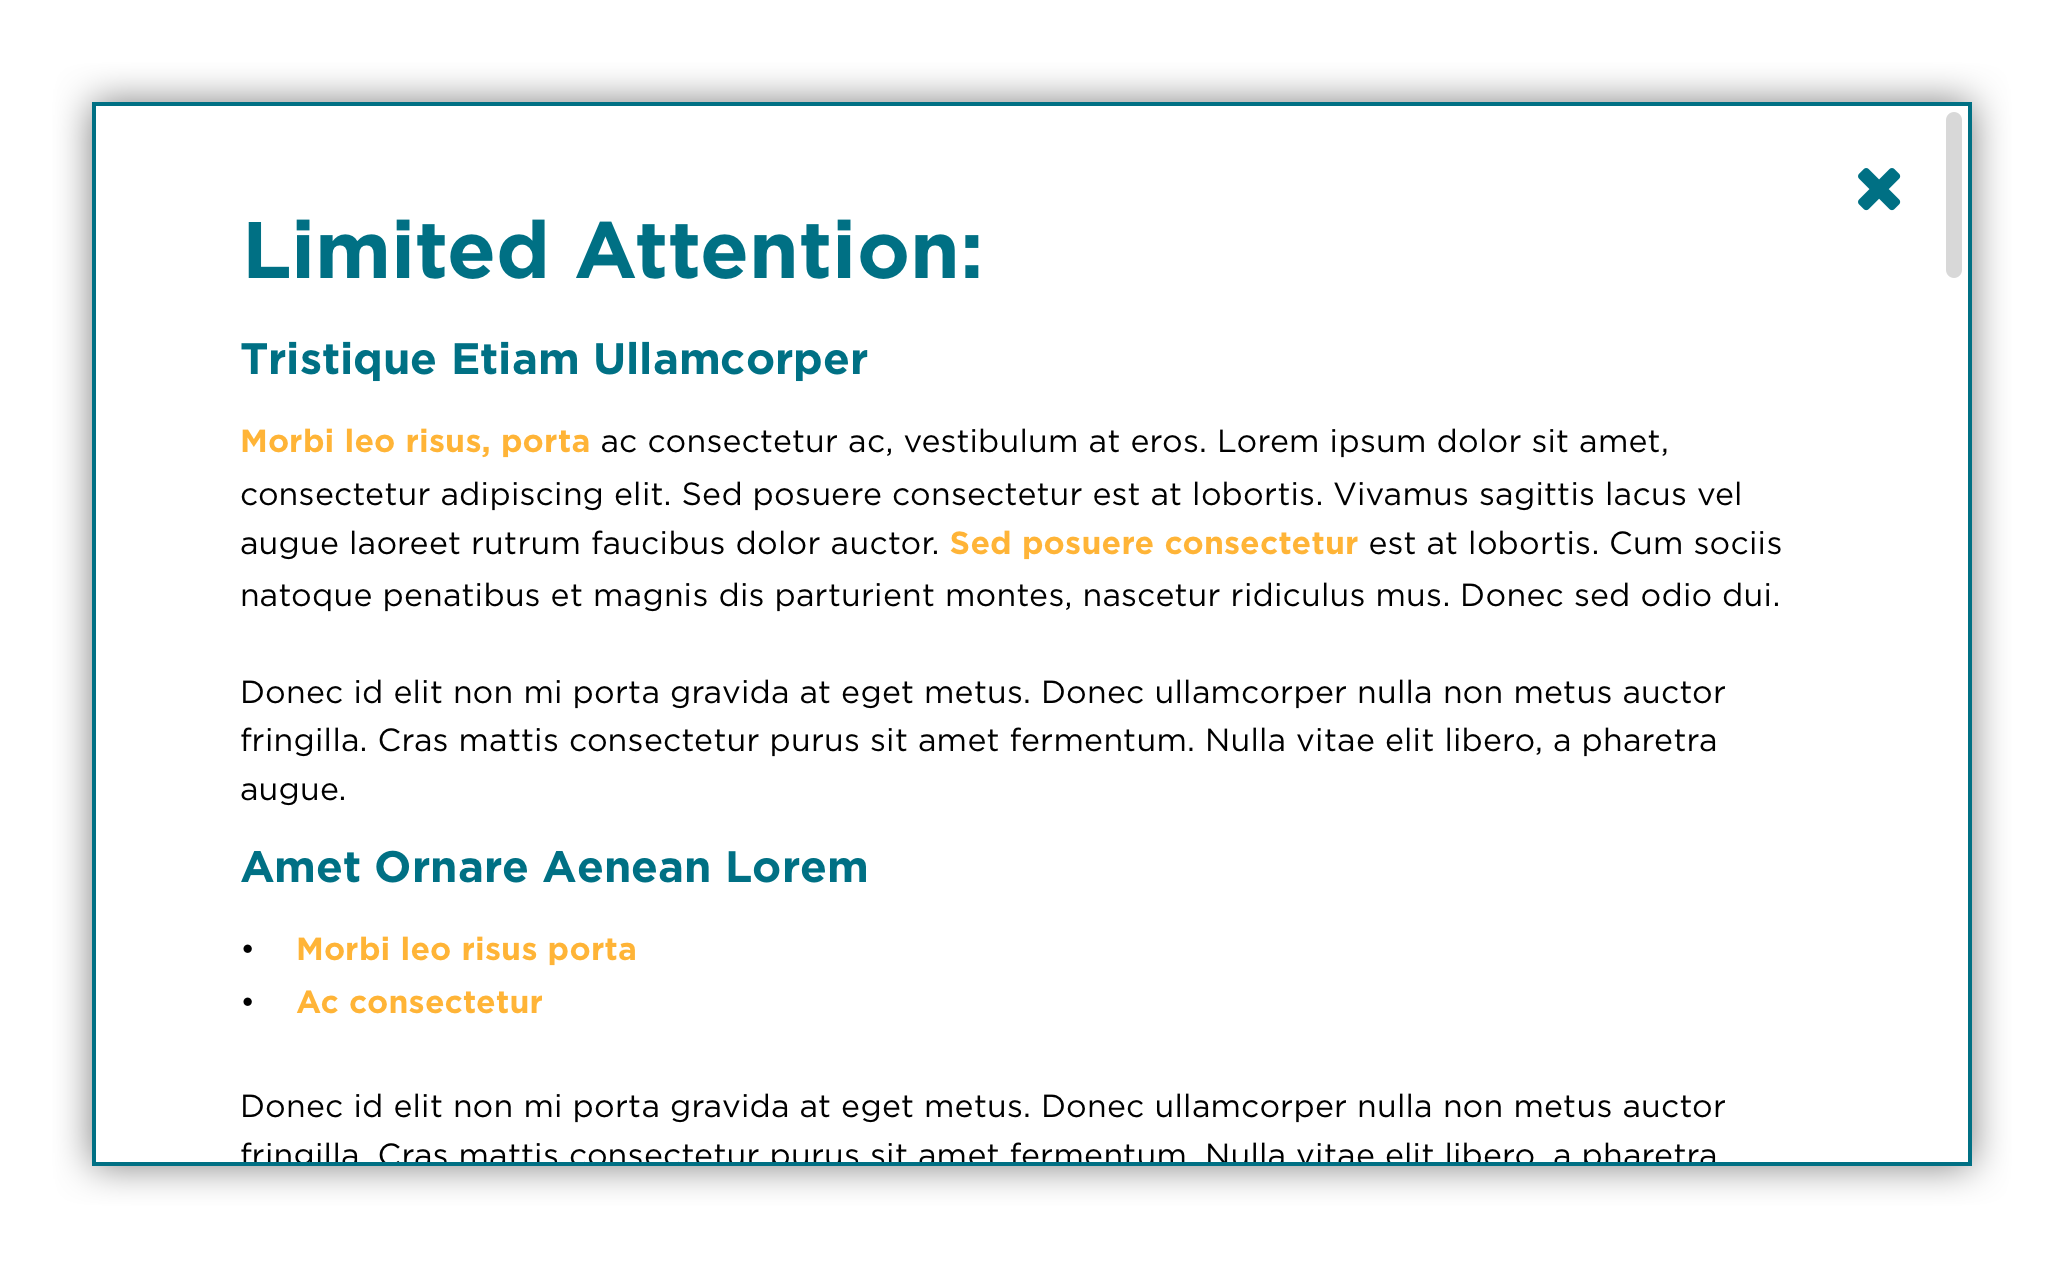 Limited Attention:
Tristique Etiam Ullamcorper
Morbi leo risus, porta ac consectetur ac, vestibulum at eros. Lorem ipsum dolor sit amet,
consectetur adipiscing elit. Sed posuere consectetur est at lobortis. Vivamus sagittis lacus vel
augue laoreet rutrum faucibus dolor auctor. Sed posuere consectetur est at lobortis. Cum sociis
natoque penatibus et magnis dis parturient montes, nascetur ridiculus mus. Donec sed odio dui.
Donec id elit non mi porta gravida at eget metus. Donec ullamcorper nulla non metus auctor
fringilla. Cras mattis consectetur purus sit amet fermentum. Nulla vitae elit libero, a pharetra
augue.
Amet Ornare Aenean Lorem
• Morbi leo risus porta
• Ac consectetur
Donec id elit non mi porta gravida at eget metus. Donec ullamcorper nulla non metus auctor
fringilla. Cras mattis consectetur purus sit amet fermentum. Nulla vitae elit libero, a pharetra